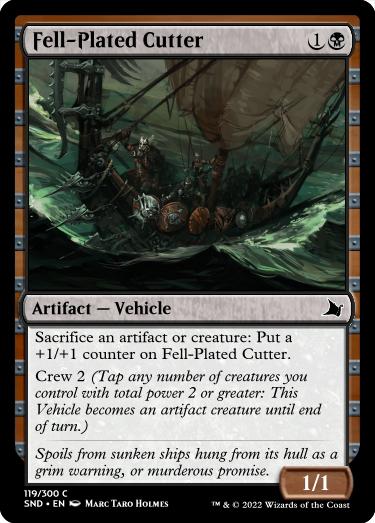 Fell-Plated Cutter 1
Artifact — Vehicle
Sacrifice an artifact or creature: Put a
+1/+1 counter on Fell-Plated Cutter.
Crew 2 (Tap any number of creatures you
control with total power 2 or greater: This
Vehicle becomes an artifact creature until end
of turn.)
Spoils from sunken ships hung from its hull as a
grim warning, or murderous promise.
1/1
119/300 C
SND • EN Marc Taro Holmes
™ & © 2022 Wizards of the Coast